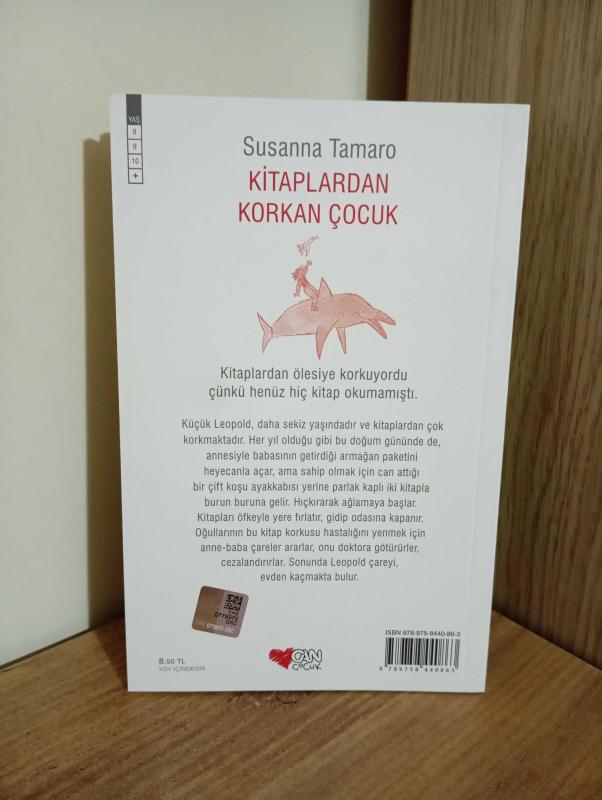 YAŞ
8
9
10
+
Susanna Tamaro
KİTAPLARDAN
KORKAN ÇOCUK
Kitaplardan ölesiye korkuyordu
çünkü henüz hiç kitap okumamıştı.
Küçük Leopold, daha sekiz yaşındadır ve kitaplardan çok
korkmaktadır. Her yıl olduğu gibi bu doğum gününde de,
annesiyle babasının getirdiği armağan paketini
heyecanla açar, ama sahip olmak için can attığı
bir çift koşu ayakkabısı yerine parlak kaplı iki kitapla
burun buruna gelir. Hıçkırarak ağlamaya başlar.
Kitapları öfkeyle yere fırlatır, gidip odasına kapanır.
Oğullarının bu kitap korkusu hastalığını yenmek için
anne-baba çareler ararlar, onu doktora götürürler,
cezalandırırlar. Sonunda Leopold çareyi,
evden kaçmakta bulur.
8.50 TL
KDV İÇİNDEDİR
CAN
ÇOCUK
ISBN 978-975-8440-86-3
9 789758 440863